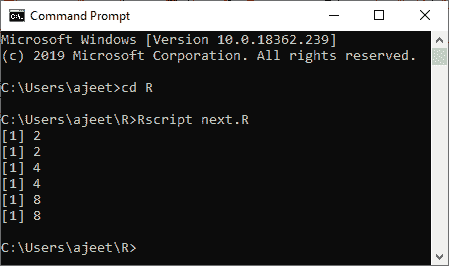 Command Prompt
Microsoft Windows [Version 10.0.18362.239]
(c) 2019 Microsoft Corporation. All rights reserved.
C:\Users\ajeet>cd R
C:\Users\ajeet\R>Rscript next.R
[1] 2
[1] 2
[1] 4
[1] 4
[1] 8
[1] 8
C:\Users\ajeet\R>